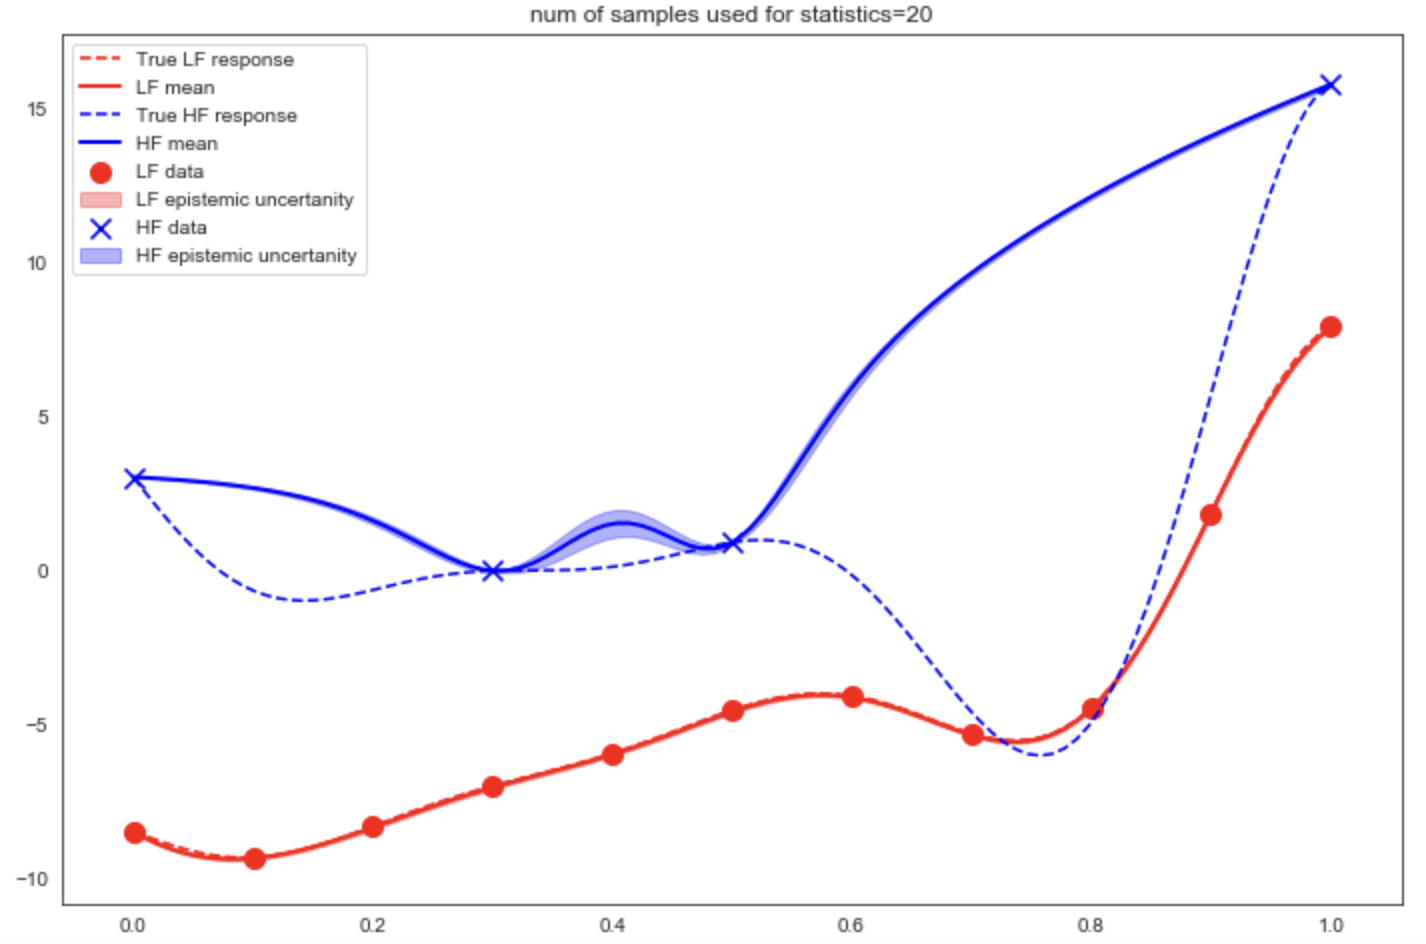 num of samples used for statistics=20
True LF response
LF mean
True HF response
HF mean
LF data
LF epistemic uncertanity
HF data
HF epistemic uncertanity
15
10
5
0
−5
−10
0.0 0.2 0.4 0.6 0.8 1.0